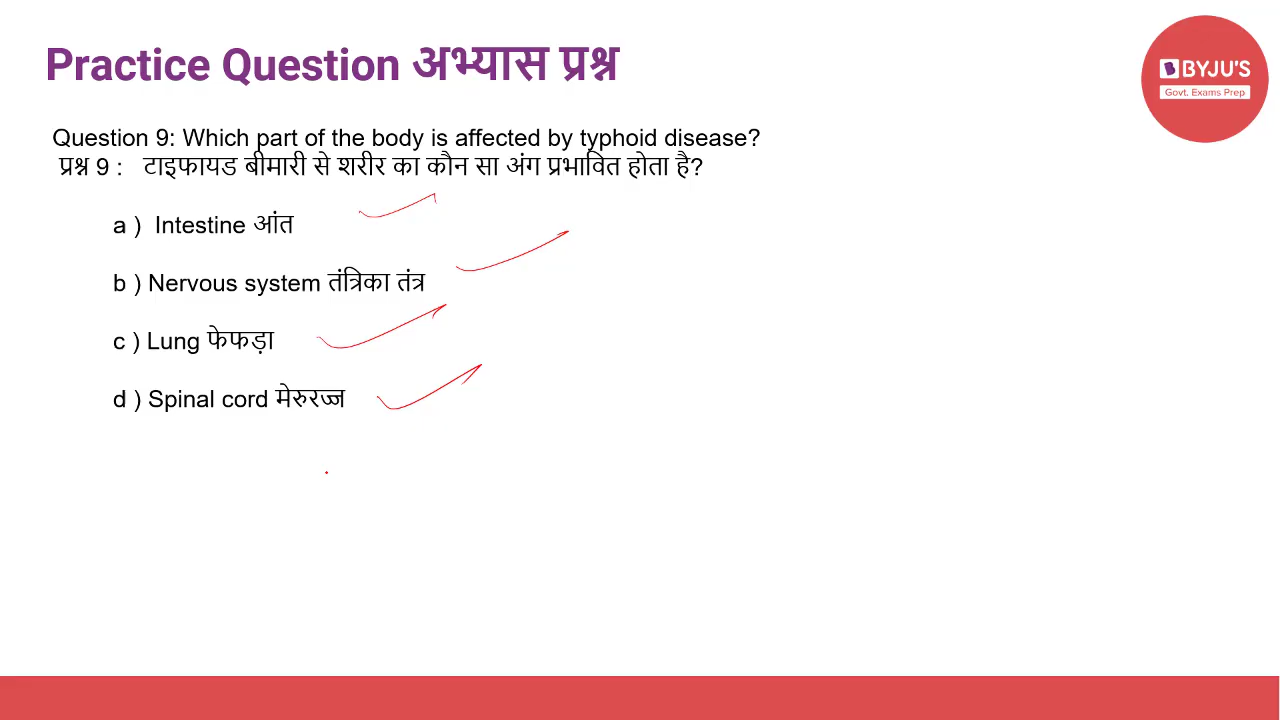 Practice Question अभ्यास प्रश्न
BYJU'S
Govt. Exams Prep
Question 9: Which part of the body is affected by typhoid disease?
प्रश्न 9 : टाइफायड बीमारी से शरीर का कौन सा अंग प्रभावित होता है?
a ) Intestine आंत
b ) Nervous system तंत्रिका तंत्र
c ) Lung फेफड़ा
d ) Spinal cord मेरुरज्ज